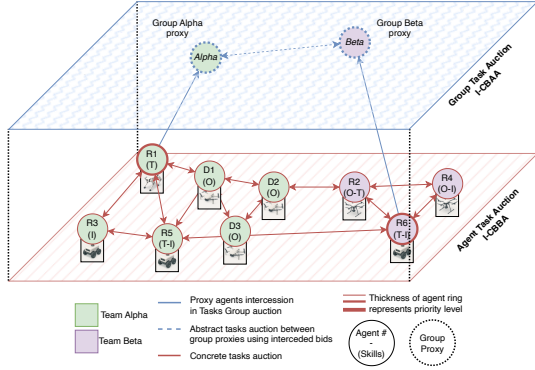 Group Alpha
proxy
Group Beta
proxy
Alpha
Beta
Group Task Auction
I-CBAA
R1
(T)
D1
(O)
D2
(O)
R2
(O-T)
R4
(O-I)
R3
(I)
R5
(T-I)
D3
(O)
R6
(T-I)
Agent Task Auction
I-CBBA
Team Alpha
Team Beta
Proxy agents intercession
in Tasks Group auction
Abstract tasks auction between
group proxies using interceded bids
Concrete tasks auction
Thickness of agent ring
represents priority level
Agent #
-
(Skills)
Group
Proxy